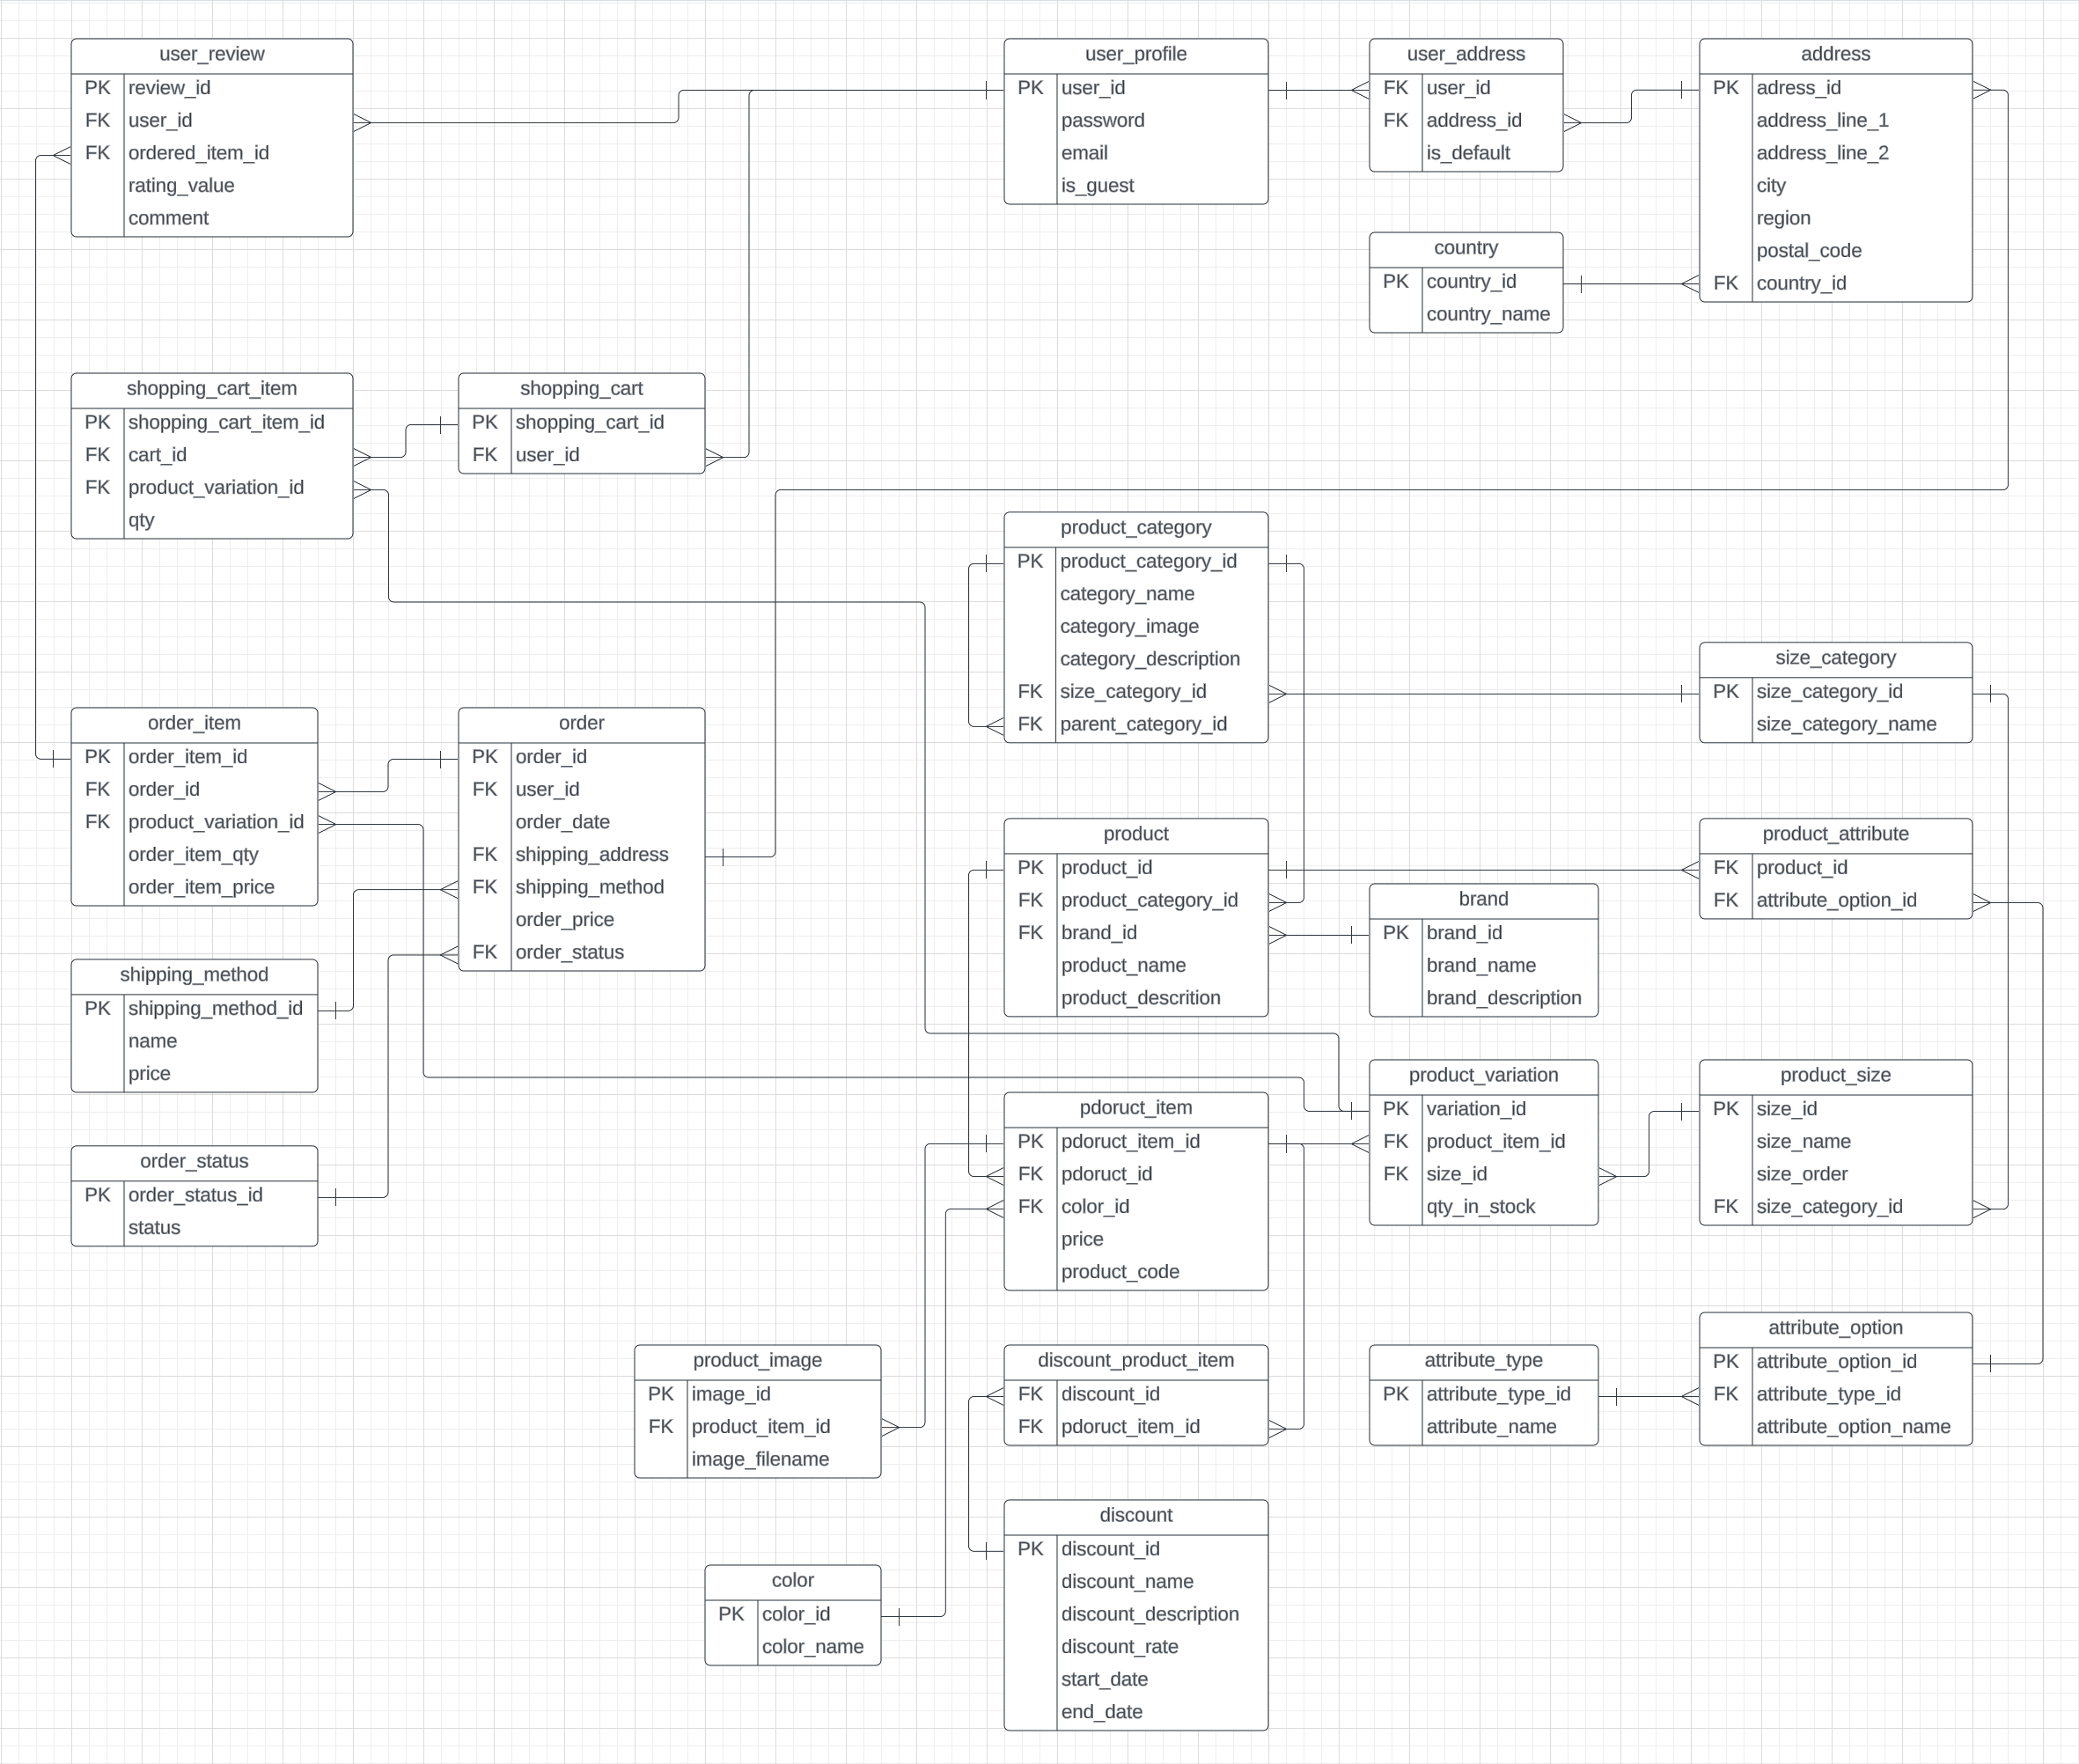 user_review
PK review_id
FK user_id
FK ordered_item_id
rating_value
comment
user_profile
PK user_id
password
email
is_guest
user_address
FK user_id
FK address_id
is_default
address
PK adress_id
address_line_1
address_line_2
city
region
postal_code
FK country_id
country
PK country_id
country_name
shopping_cart_item
PK shopping_cart_item_id
FK cart_id
FK product_variation_id
qty
shopping_cart
PK shopping_cart_id
FK user_id
product_category
PK product_category_id
category_name
category_image
category_description
FK size_category_id
FK parent_category_id
size_category
PK size_category_id
size_category_name
order_item
PK order_item_id
FK order_id
FK product_variation_id
order_item_qty
order_item_price
order
PK order_id
FK user_id
order_date
FK shipping_address
FK shipping_method
order_price
FK order_status
product
PK product_id
FK product_category_id
FK brand_id
product_name
product_descrition
brand
PK brand_id
brand_name
brand_description
product_attribute
FK product_id
FK attribute_option_id
shipping_method
PK shipping_method_id
name
price
order_status
PK order_status_id
status
pdoruct_item
PK pdoruct_item_id
FK pdoruct_id
FK color_id
price
product_code
product_variation
PK variation_id
FK product_item_id
FK size_id
qty_in_stock
product_size
PK size_id
size_name
size_order
FK size_category_id
product_image
PK image_id
FK product_item_id
image_filename
discount_product_item
FK discount_id
FK pdoruct_item_id
attribute_type
PK attribute_type_id
attribute_name
attribute_option
PK attribute_option_id
FK attribute_type_id
attribute_option_name
color
PK color_id
color_name
discount
PK discount_id
discount_name
discount_description
discount_rate
start_date
end_date